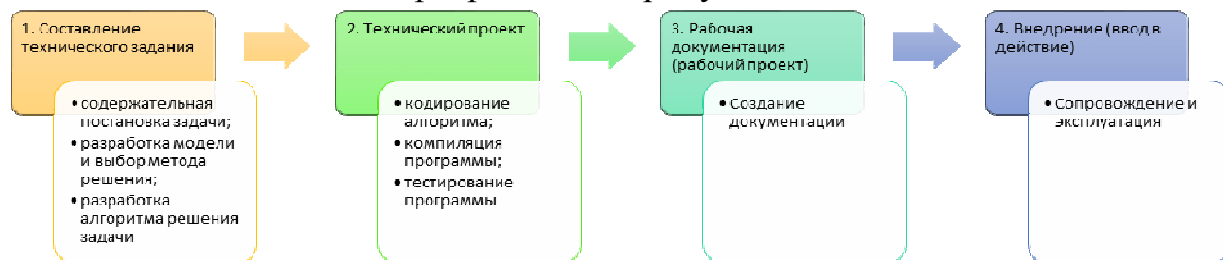 1. Составление
технического задания
• содержательная
постановка задачи;
• разработка модели
и выбор метода
решения;
• разработка
алгоритма решения
задачи
2. Технический проект
• кодирование
алгоритма;
• компиляция
программы;
• тестирование
программы
3. Рабочая
документация
(рабочий проект)
• Создание
документации
4. Внедрение (ввод в
действие)
• Сопровождение и
эксплуатация